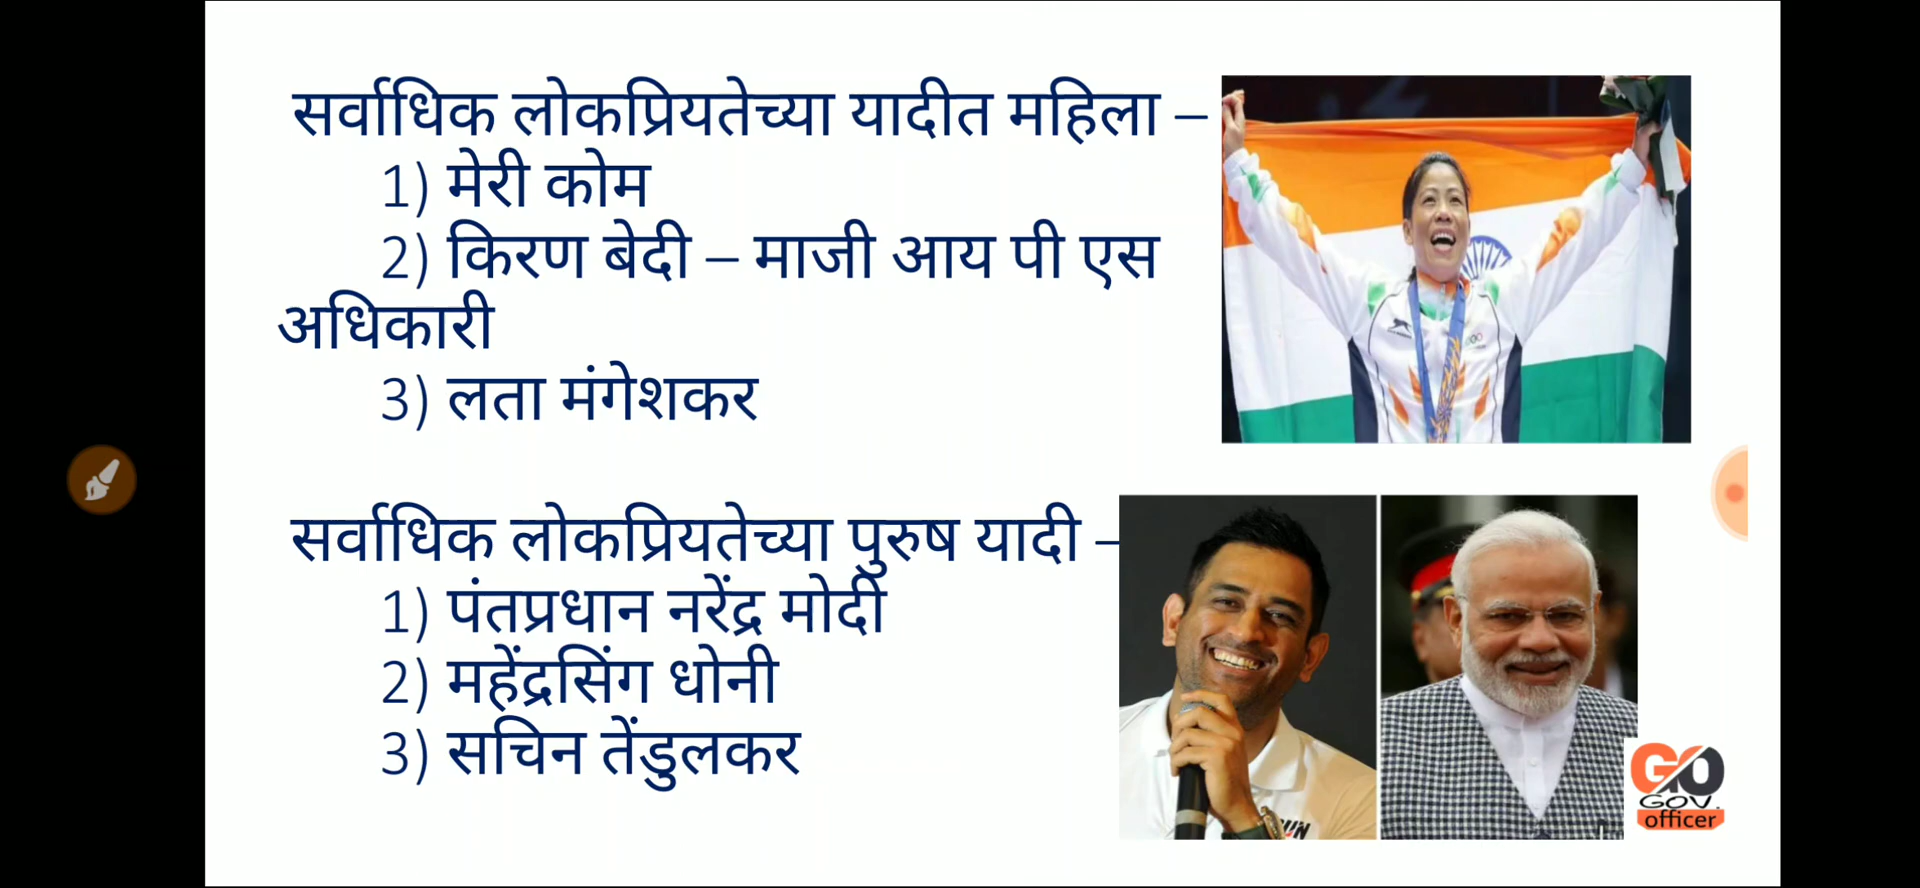 सर्वाधिक लोकप्रियतेच्या यादीत महिला –
1) मेरी कोम
2) किरण बेदी – माजी आय पी एस
अधिकारी
3) लता मंगेशकर
सर्वाधिक लोकप्रियतेच्या पुरुष यादी –
1) पंतप्रधान नरेंद्र मोदी
2) महेंद्रसिंग धोनी
3) सचिन तेंडुलकर
GO
GOV.
officer